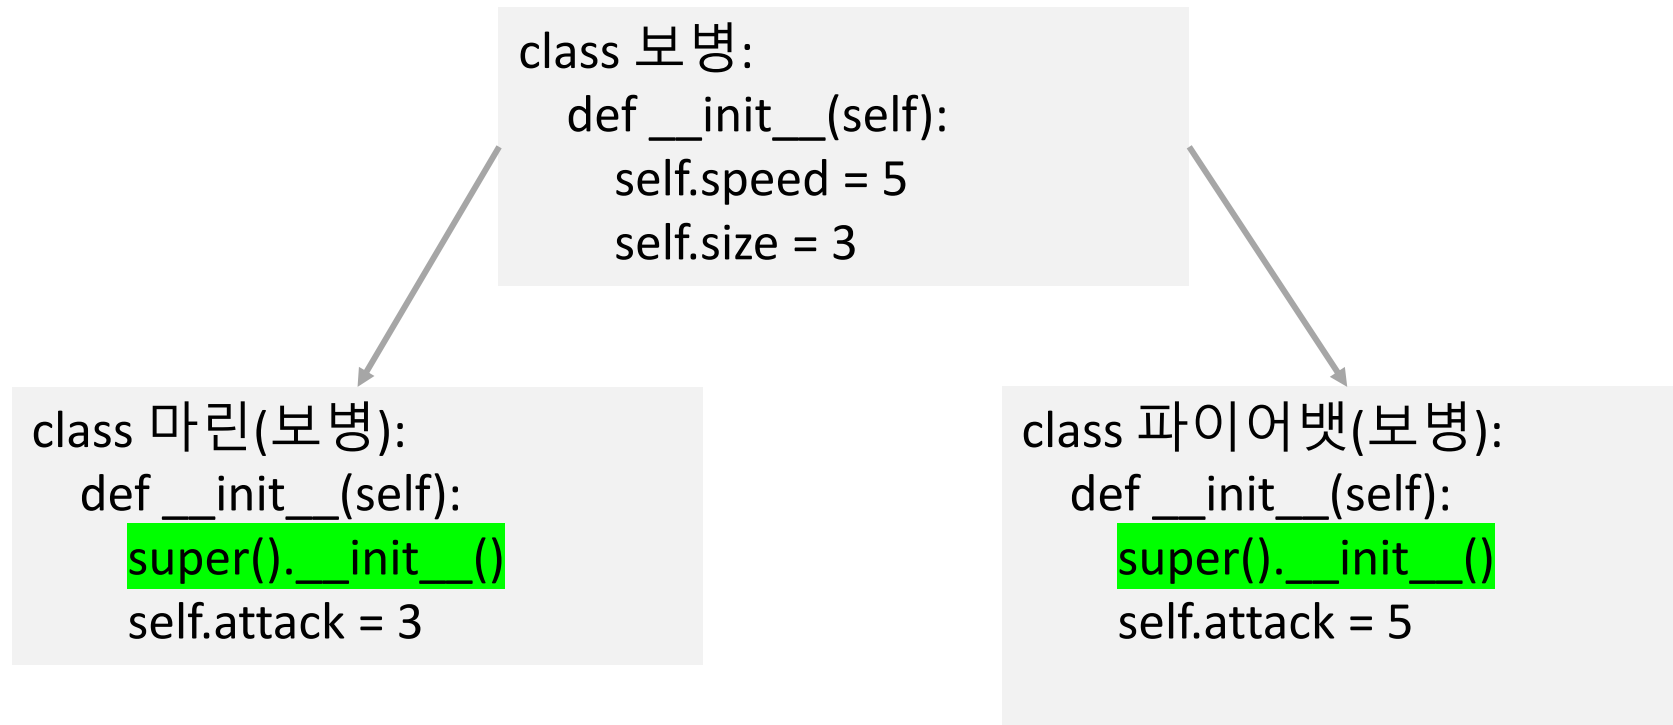 class 보병:
def __init__(self):
self.speed = 5
self.size = 3
class 마린(보병):
def __init__(self):
super().__init__()
self.attack = 3
class 파이어뱃(보병):
def __init__(self):
super().__init__()
self.attack = 5